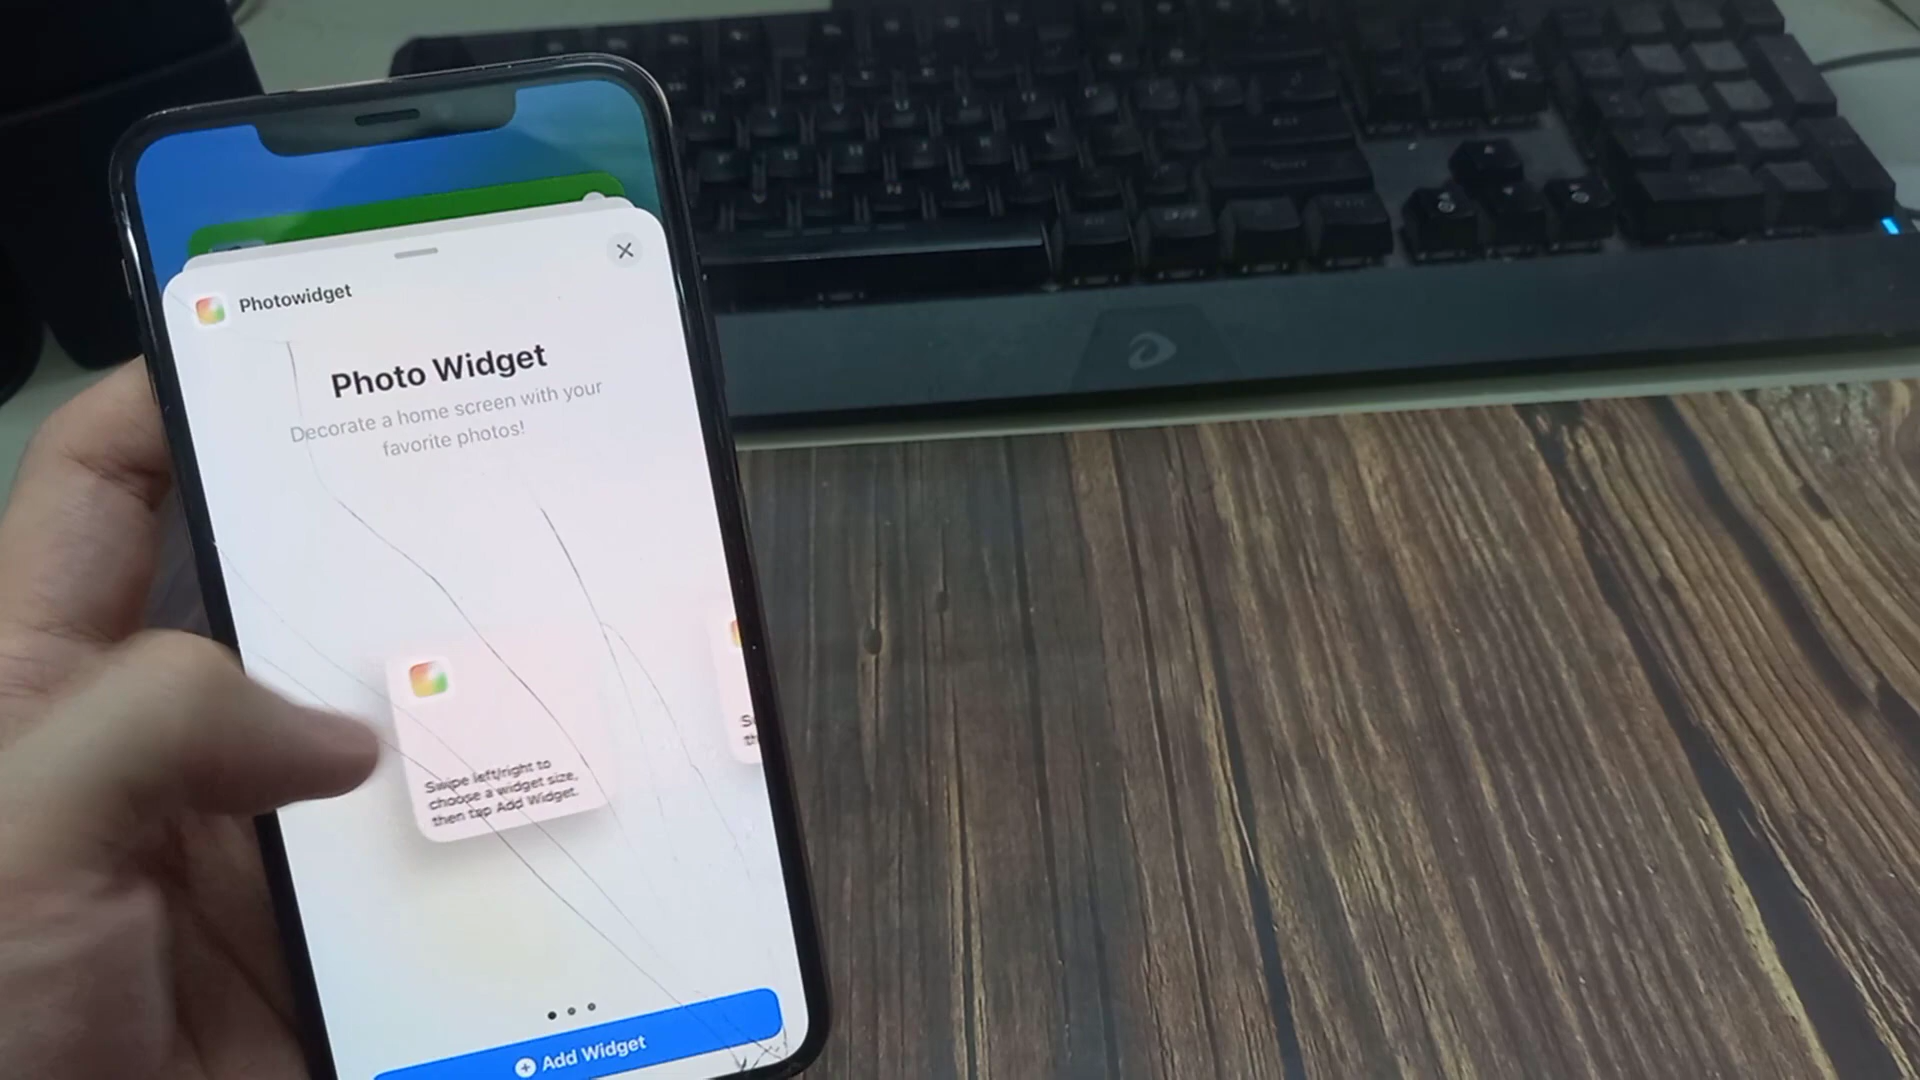 Photowidget
Photo Widget
Decorate a home screen with your
favorite photos!
Swipe left/right to
choose a widget size,
then tap Add Widget.
Add Widget